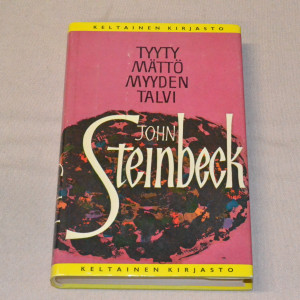 KELTAINEN KIRJASTO
TYYTY
MÄTTÖ
MYYDEN
TALVI
JOHN
Steinbeck
KELTAINEN KIRJASTO